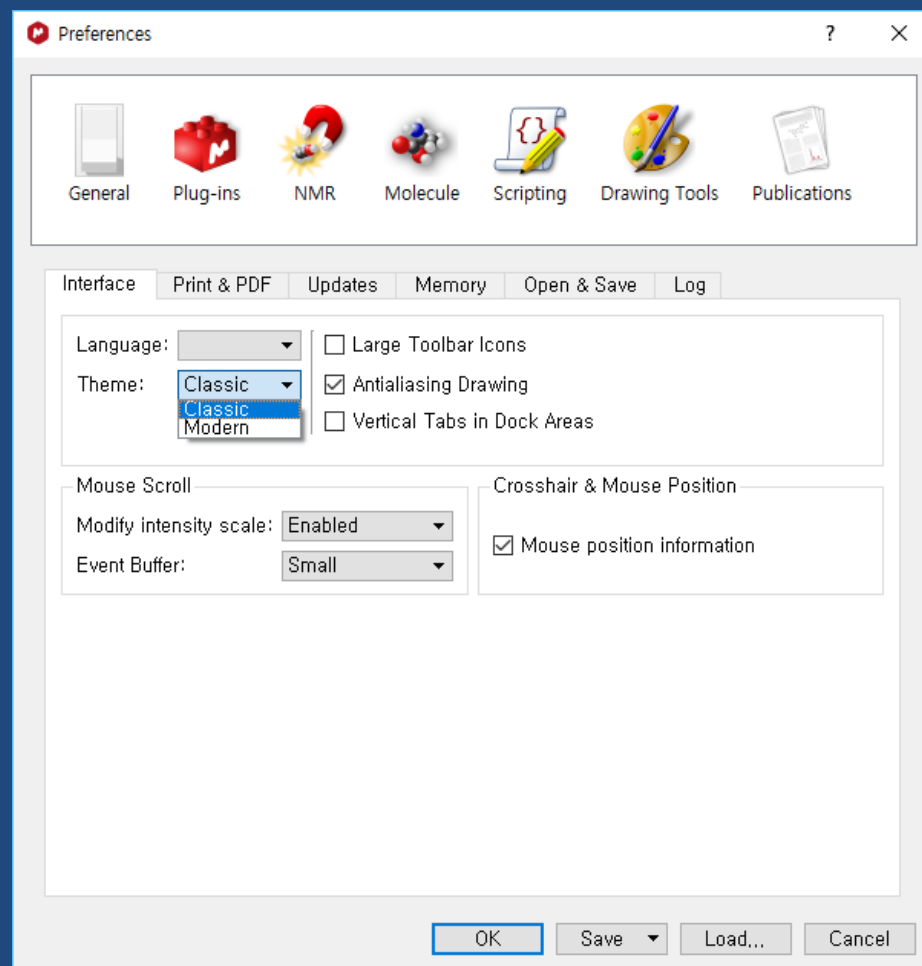 Preferences
?
General Plug-ins NMR Molecule Scripting Drawing Tools Publications
Interface Print & PDF Updates Memory Open & Save Log
Language: Large Toolbar Icons
Theme: Classic Antialiasing Drawing
Classic
Modern Vertical Tabs in Dock Areas
Mouse Scroll Crosshair & Mouse Position
Modify intensity scale: Enabled
Mouse position information
Event Buffer: Small
OK Save Load... Cancel